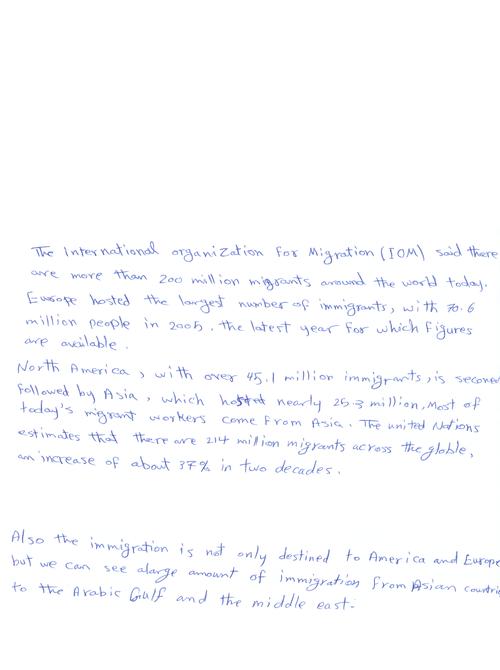 The International organiZation for Migration (IOM) said there
are more than 200 million migrants around the world today.
Europe hosted the largest number of immigrants, with 70.6
million people in 2005. the latest year for which figures
are available.
North America, with over 45.1 million immigrants, is second
followed by Asia, which hosted nearly 25.3 million, Most of
today's migrant workers come from Asia. The united Nations
estimates that there are 214 million migrants across the globle,
an increase of about 37% in two decades.
Also the immigration is not only destined to America and Europe
but we can see alarge amount of immigration from Asian countri
to the Arabic Gulf and the middle east.